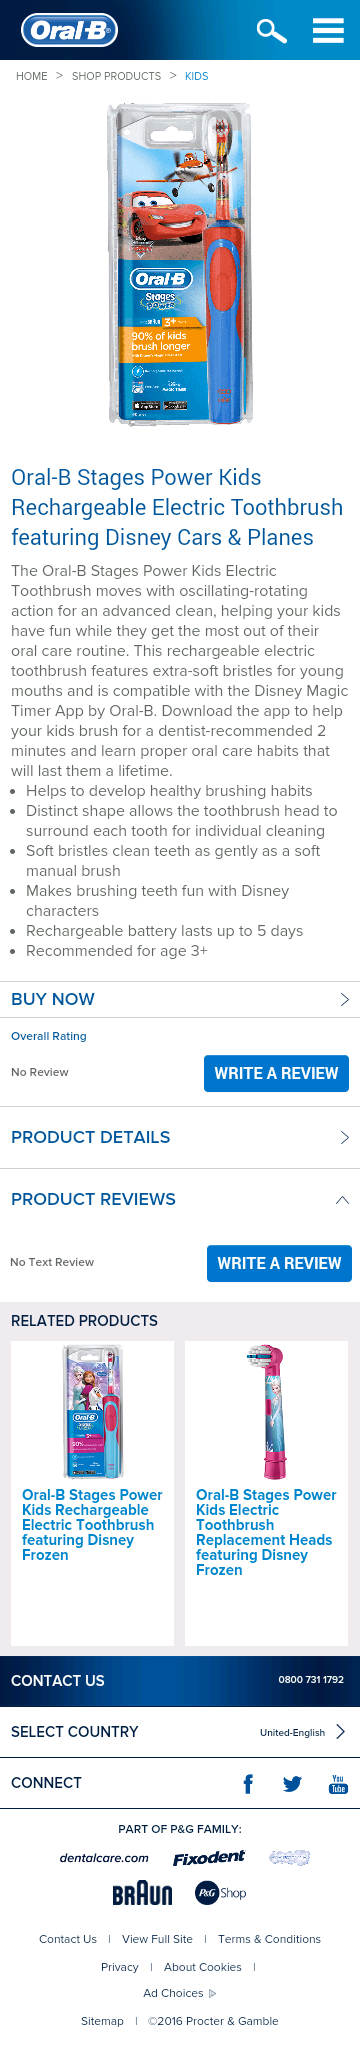 Oral-B
HOME > SHOP PRODUCTS > KIDS
Oral-B
Stages
POWER
BRAUN 3+
90% of kids
brush longer
Oral-B Stages Power Kids
Rechargeable Electric Toothbrush
featuring Disney Cars & Planes
The Oral-B Stages Power Kids Electric
Toothbrush moves with oscillating-rotating
action for an advanced clean, helping your kids
have fun while they get the most out of their
oral care routine. This rechargeable electric
toothbrush features extra-soft bristles for young
mouths and is compatible with the Disney Magic
Timer App by Oral-B. Download the app to help
your kids brush for a dentist-recommended 2
minutes and learn proper oral care habits that
will last them a lifetime.
• Helps to develop healthy brushing habits
• Distinct shape allows the toothbrush head to
surround each tooth for individual cleaning
• Soft bristles clean teeth as gently as a soft
manual brush
• Makes brushing teeth fun with Disney
characters
• Rechargeable battery lasts up to 5 days
• Recommended for age 3+
BUY NOW
Overall Rating
No Review WRITE A REVIEW
PRODUCT DETAILS
PRODUCT REVIEWS
No Text Review WRITE A REVIEW
RELATED PRODUCTS
Oral-B
Oral-B Stages Power
Kids Rechargeable
Electric Toothbrush
featuring Disney
Frozen
Oral-B Stages Power
Kids Electric
Toothbrush
Replacement Heads
featuring Disney
Frozen
CONTACT US 0800 731 1792
SELECT COUNTRY United-English
CONNECT You Tube
PART OF P&G FAMILY:
dentalcare.com Fixodent
BRAUN P&G Shop
Contact Us | View Full Site | Terms & Conditions
Privacy | About Cookies |
Ad Choices
Sitemap | ©2016 Procter & Gamble